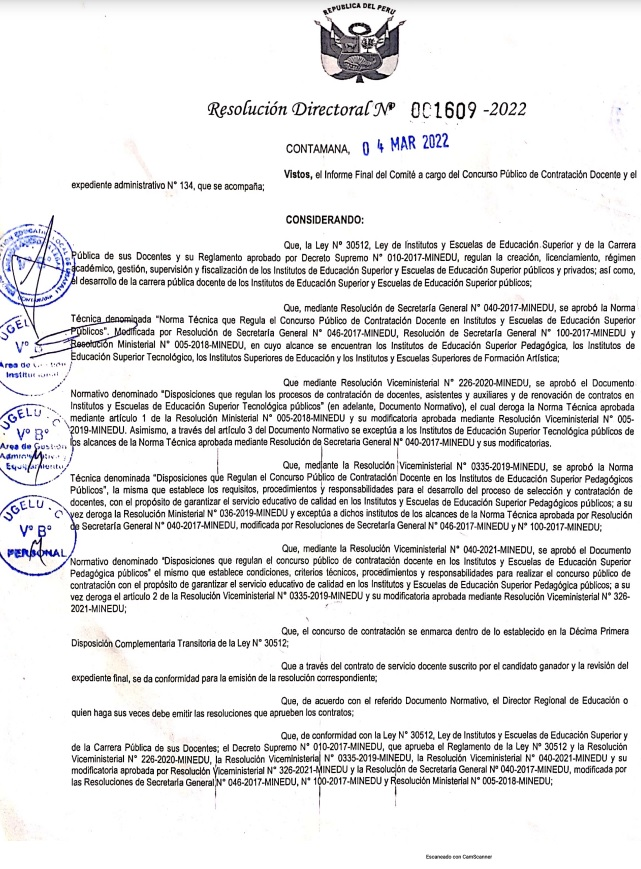 REPUBLICA DEL PERU
Resolución Directoral Nº 001609 -2022
CONTAMANA, 04 MAR 2022
Vistos, el Informe Final del Comité a cargo del Concurso Público de Contratación Docente y el
expediente administrativo N° 134, que se acompaña;
CONSIDERANDO:
Que, la Ley N° 30512, Ley de Institutos y Escuelas de Educación Superior y de la Carrera
Pública de sus Docentes y su Reglamento aprobado por Decreto Supremo N° 010-2017-MINEDU, regulan la creación, licenciamiento, régimen
académico, gestión, supervisión y fiscalización de los Institutos de Educación Superior y Escuelas de Educación Superior públicos y privados; así como,
el desarrollo de la carrera pública docente de los Institutos de Educación Superior y Escuelas de Educación Superior públicos;
Que, mediante Resolución de Secretaría General N° 040-2017-MINEDU, se aprobó la Norma
Técnica denomigada "Norma Técnica que Regula el Concurso Público de Contratación Docente en Institutos y Escuelas de Educación Superior
Públicos". Modificada por Resolución de Secretaría General N° 046-2017-MINEDU, Resolución de Secretaría General N° 100-2017-MINEDU y
Resolución Ministerial N° 005-2018-MINEDU, en cuyo alcance se encuentran los Institutos de Educación Superior Pedagógica, los Institutos de
Educación Superior Tecnológico, los Institutos Superiores de Educación y los Institutos y Escuelas Superiores de Formación Artística;
Que mediante Resolución Viceministerial N° 226-2020-MINEDU, se aprobó el Documento
Normativo denominado "Disposiciones que regulan los procesos de contratación de docentes, asistentes y auxiliares y de renovación de contratos en
Institutos y Escuelas de Educación Superior Tecnológica públicos" (en adelante, Documento Normativo), el cual deroga la Norma Técnica aprobada
mediante artículo 1 de la Resolución Ministerial N° 005-2018-MINEDU y su modificatoria aprobada mediante Resolución Viceministerial N° 005-
2019-MINEDU. Asimismo, a través del artículo 3 del Documento Normativo se exceptúa a los Institutos de Educación Superior Tecnológica públicos de
los alcances de la Norma Técnica aprobada mediante Resolución de Secretaria General N° 040-2017-MINEDU y sus modificatorias.
Que, mediante la Resolución Viceministerial N° 0335-2019-MINEDU, se aprobó la Norma
Técnica denominada "Disposiciones que Regulan el Concurso Público de Contratación Docente en los Institutos de Educación Superior Pedagógicos
Públicos", la misma que establece los requisitos, procedimientos y responsabilidades para el desarrollo del proceso de selección y contratación de
docentes, con el propósito de garantizar el servicio educativo de calidad en los Institutos y Escuelas de Educación Superior Pedagógicos públicos; a su
vez deroga la Resolución Ministerial N° 036-2019-MINEDU y exceptúa a dichos institutos de los alcances de la Norma Técnica aprobada por Resolución
de Secretaría General N° 040-2017-MINEDU, modificada por Resoluciones de Secretaría General N° 046-2017-MINEDU y N° 100-2017-MINEDU;
Que, mediante la Resolución Viceministerial N° 040-2021-MINEDU, se aprobó el Documento
Normativo denominado "Disposiciones que regulan el concurso público de contratación docente en los Institutos y Escuelas de Educación Superior
Pedagógica públicos" el mismo que establece condiciones, criterios técnicos, procedimientos y responsabilidades para realizar el concurso público de
contratación con el propósito de garantizar el servicio educativo de calidad en los Institutos y Escuelas de Educación Superior Pedagógica públicos; a su
vez deroga el artículo 2 de la Resolución Viceministerial N° 0335-2019-MINEDU y su modificatoria aprobada mediante Resolución Viceministerial N° 326-
2021-MINEDU;
Que, el concurso de contratación se enmarca dentro de lo establecido en la Décima Primera
Disposición Complementaria Transitoria de la Ley N° 30512;
Que a través del contrato de servicio docente suscrito por el candidato ganador y la revisión del
expediente final, se da conformidad para la emisión de la resolución correspondiente;
Que, de acuerdo con el referido Documento Normativo, el Director Regional de Educación o
quien haga sus veces debe emitir las resoluciones que aprueben los contratos;
Que, de conformidad con la Ley N° 30512, Ley de Institutos y Escuelas de Educación Superior y
de la Carrera Pública de sus Docentes; el Decreto Supremo N° 010-2017-MINEDU, que aprueba el Reglamento de la Ley Nº 30512 y la Resolución
Viceministerial N° 226-2020-MINEDU, la Resolución Viceministerial N° 0335-2019-MINEDU, la Resolución Viceministerial N° 040-2021-MINEDU y su
modificatoria aprobada por Resolución Viceministerial N° 326-2021-MINEDU y la Resolución de Secretaría General Nº 040-2017-MINEDU, modificada por
las Resoluciones de Secretaría General N° 046-2017-MINEDU, N° 100-2017-MINEDU y Resolución Ministerial N° 005-2018-MINEDU;
UGELU
V° B°
Area de Gestión
Institucional
UGELU - C
V° B°
Area de Gestión
Administrativa y
Equipamiento
UGELU - C
V° B°
PERSONAL
Escaneado con CamScanner